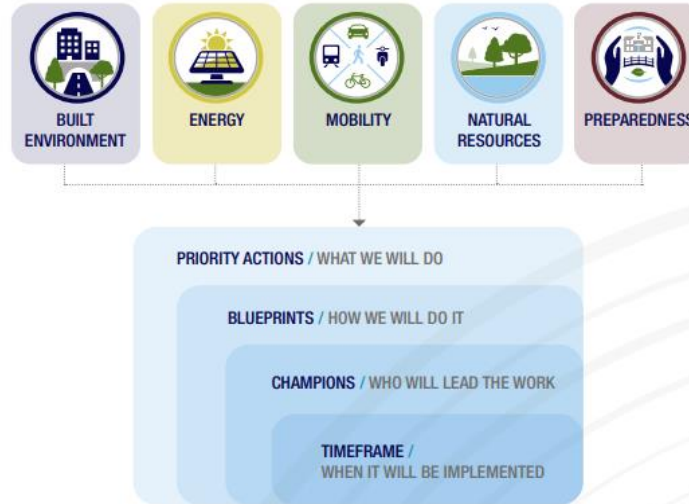 BUILT
ENVIRONMENT
ENERGY
MOBILITY
NATURAL
RESOURCES
PREPAREDNESS
PRIORITY ACTIONS / WHAT WE WILL DO
BLUEPRINTS / HOW WE WILL DO IT
CHAMPIONS / WHO WILL LEAD THE WORK
TIMEFRAME /
WHEN IT WILL BE IMPLEMENTED